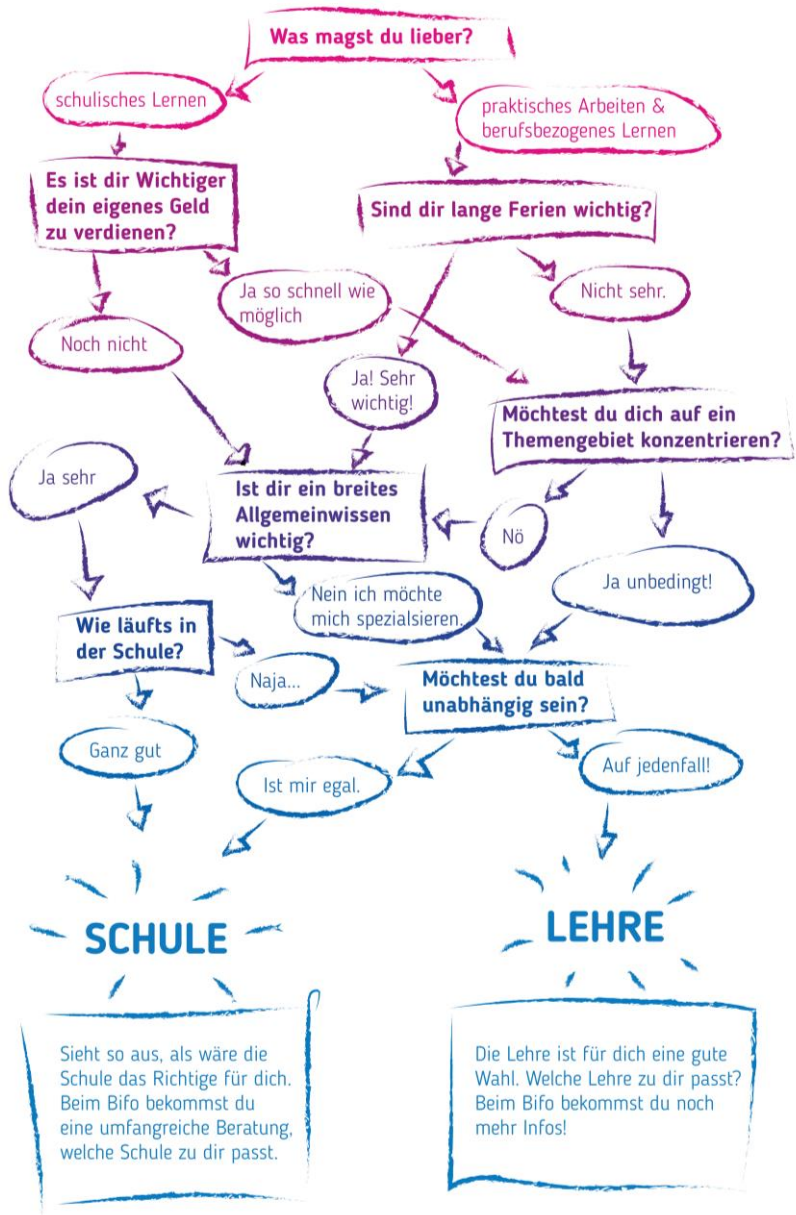 Was magst du lieber?
schulisches Lernen
praktisches Arbeiten &
berufsbezogenes Lernen
Es ist dir Wichtiger
dein eigenes Geld
zu verdienen?
Sind dir lange Ferien wichtig?
Ja so schnell wie
möglich
Nicht sehr.
Noch nicht
Ja! Sehr
wichtig!
Möchtest du dich auf ein
Themengebiet konzentrieren?
Ja sehr
Ist dir ein breites
Allgemeinwissen
wichtig?
Nö
Ja unbedingt!
Nein ich möchte
mich spezialsieren.
Wie läufts in
der Schule?
Naja...
Möchtest du bald
unabhängig sein?
Ganz gut
Ist mir egal.
Auf jedenfall!
SCHULE
LEHRE
Sieht so aus, als wäre die
Schule das Richtige für dich.
Beim Bifo bekommst du
eine umfangreiche Beratung,
welche Schule zu dir passt.
Die Lehre ist für dich eine gute
Wahl. Welche Lehre zu dir passt?
Beim Bifo bekommst du noch
mehr Infos!